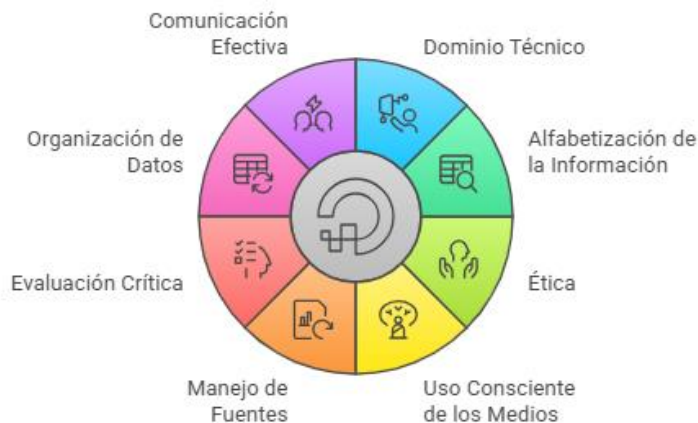 Comunicación
Efectiva
Dominio Técnico
Organización de
Datos
Alfabetización de
la Información
Evaluación Crítica
Ética
Manejo de
Fuentes
Uso Consciente
de los Medios